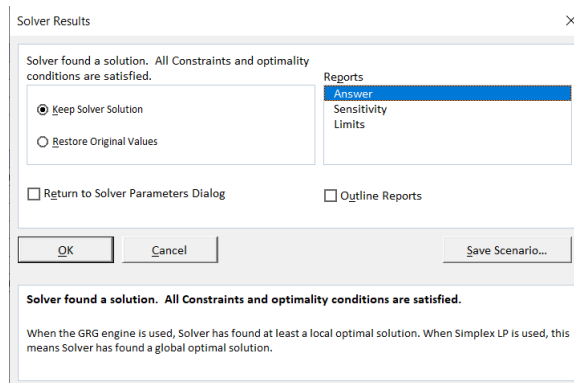 Solver Results
Solver found a solution. All Constraints and optimality
conditions are satisfied.
Reports
Answer
Sensitivity
Limits
Keep Solver Solution
Restore Original Values
Return to Solver Parameters Dialog
Outline Reports
OK
Cancel
Save Scenario...
Solver found a solution. All Constraints and optimality conditions are satisfied.
When the GRG engine is used, Solver has found at least a local optimal solution. When Simplex LP is used, this
means Solver has found a global optimal solution.